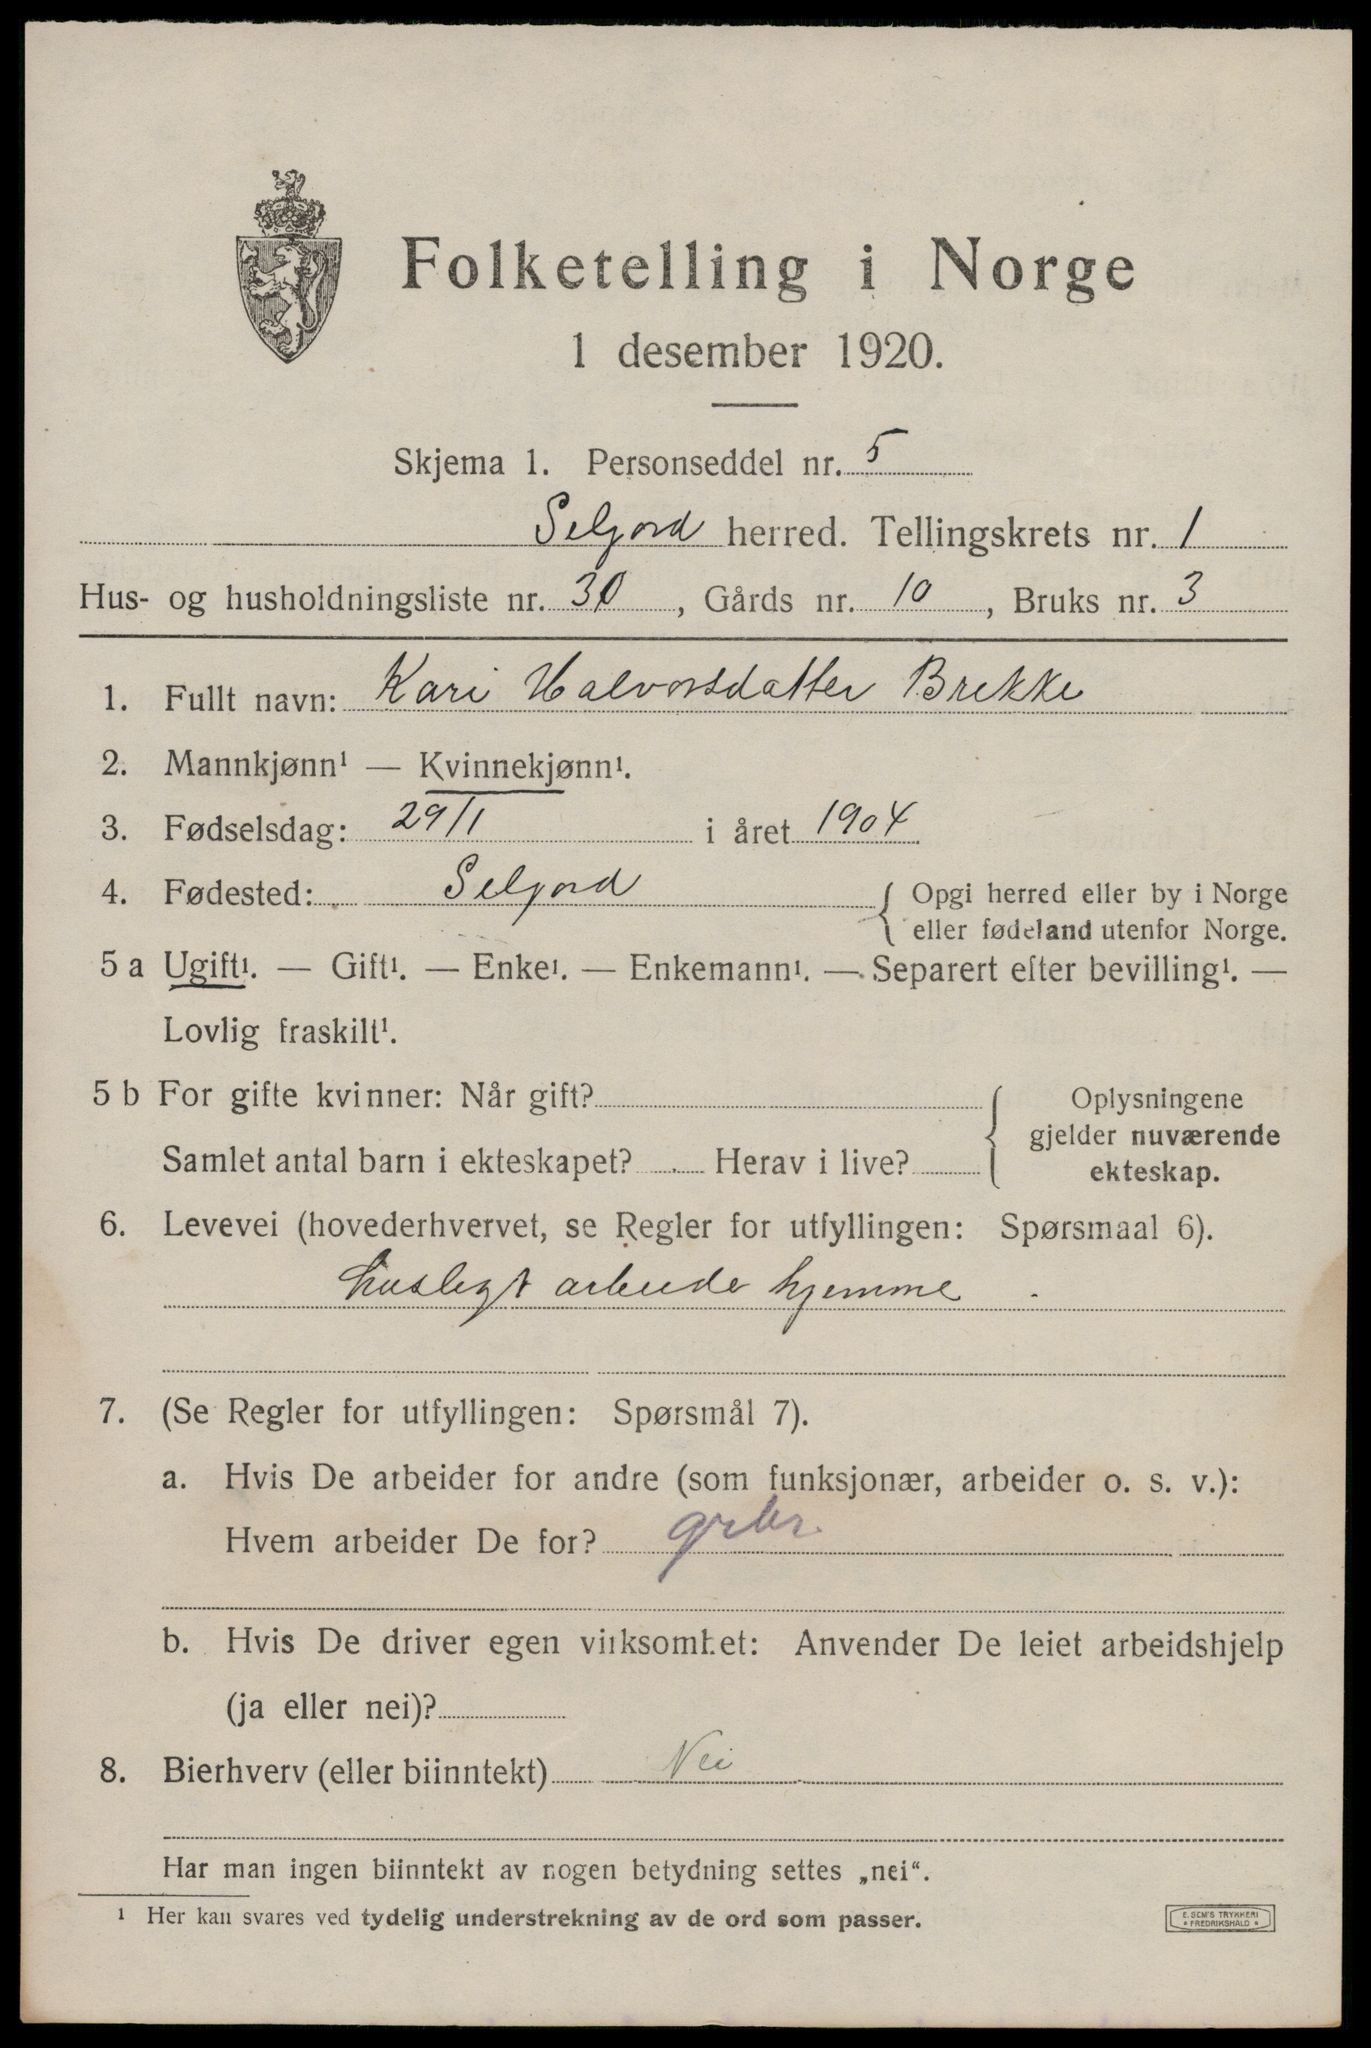 Folketelling i Norge
1 desember 1920.
Skjema 1. Personseddel nr. 5
Seljord herred. Tellingskrets nr. 1
Hus- og husholdningsliste nr. 30, Gårds nr. 10, Bruks nr. 3
1. Fullt navn: Kari Halvorsdatter Brekke
2. Mannkjønn¹ — Kvinnekjønn¹.
3. Fødselsdag: 29/1 i året 1904
4. Fødested: Seljord
Opgi herred eller by i Norge
eller fødeland utenfor Norge.
5 a Ugift¹. — Gift¹. — Enke¹. — Enkemann¹. — Separert efter bevilling¹. —
Lovlig fraskilt¹.
5 b For gifte kvinner: Når gift?
Samlet antal barn i ekteskapet? Herav i live?
Oplysningene
gjelder nuværende
ekteskap.
6. Levevei (hovederhvervet, se Regler for utfyllingen: Spørsmaal 6).
husligt arbeide hjemme
7. (Se Regler for utfyllingen: Spørsmål 7).
a. Hvis De arbeider for andre (som funksjonær, arbeider o. s. v.):
Hvem arbeider De for?
b. Hvis De driver egen virksomhet: Anvender De leiet arbeidshjelp
(ja eller nei)?
8. Bierhverv (eller biinntekt) Nei
Har man ingen biinntekt av nogen betydning settes „nei“.
¹ Her kan svares ved tydelig understrekning av de ord som passer.
E. SEM'S TRYKKERI
* FREDRIKSHALD *